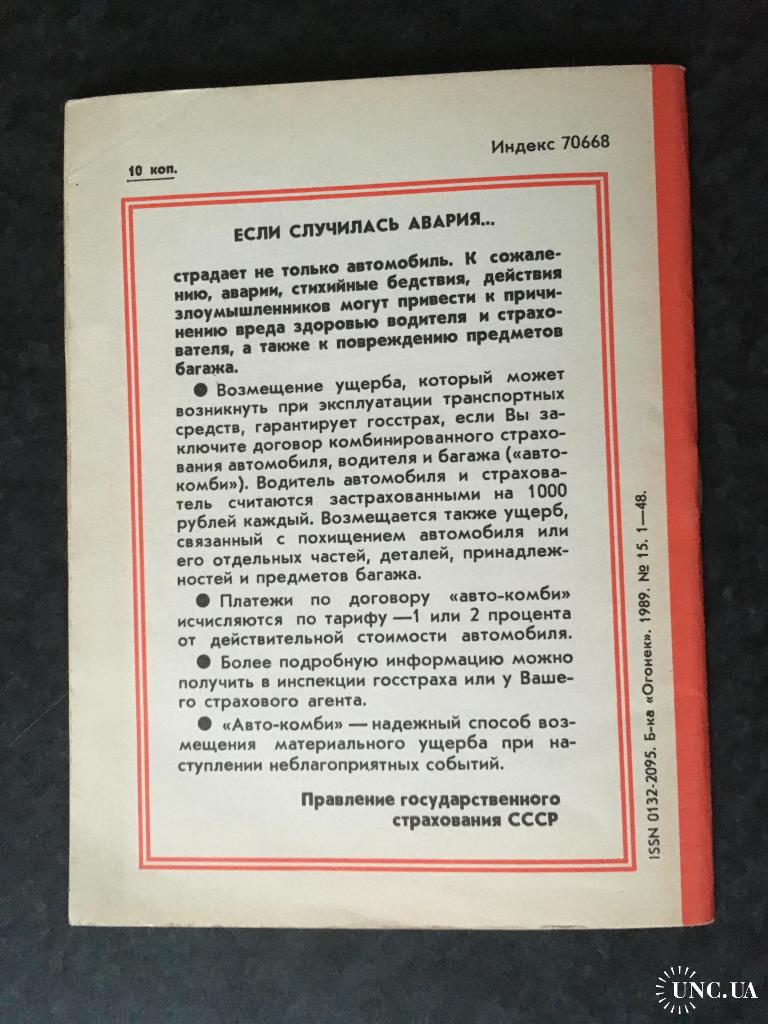 Индекс 70668
10 коп.
ЕСЛИ СЛУЧИЛАСЬ АВАРИЯ...
страдает не только автомобиль. К сожале-
нию, аварии, стихийные бедствия, действия
злоумышленников могут привести к причи-
нению вреда здоровью водителя и страхо-
вателя, а также к повреждению предметов
багажа.
● Возмещение ущерба, который может
возникнуть при эксплуатации транспортных
средств, гарантирует госстрах, если Вы за-
ключите договор комбинированного страхо-
вания автомобиля, водителя и багажа («авто-
комби»). Водитель автомобиля и страхова-
тель считаются застрахованными на 1000
рублей каждый. Возмещается также ущерб,
связанный с похищением автомобиля или
его отдельных частей, деталей, принадлеж-
ностей и предметов багажа.
● Платежи по договору «авто-комби»
исчисляются по тарифу —1 или 2 процента
от действительной стоимости автомобиля.
● Более подробную информацию можно
получить в инспекции госстраха или у Ваше-
го страхового агента.
● «Авто-комби» — надежный способ воз-
мещения материального ущерба при на-
ступлении неблагоприятных событий.
Правление государственного
страхования СССР
ISSN 0132-2095. Б-ка «Огонек». 1989. № 15. 1—48.
UNC.UA